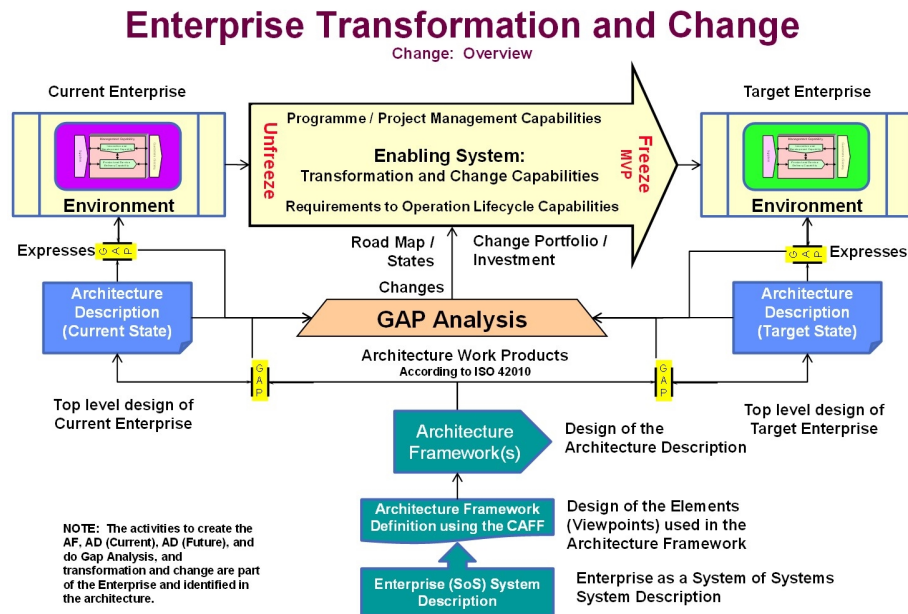 Enterprise Transformation and Change
Change: Overview
Current Enterprise
Target Enterprise
Environment
Unfreeze
Programme / Project Management Capabilities
Enabling System:
Transformation and Change Capabilities
Requirements to Operation Lifecycle Capabilities
Freeze
MVP
Environment
Expresses
GAP
Road Map /
States
Change Portfolio /
Investment
Changes
GAP
Expresses
Architecture
Description
(Current State)
GAP Analysis
Architecture
Description
(Target State)
Architecture Work Products
According to ISO 42010
GAP
GAP
Top level design of
Current Enterprise
Top level design of
Target Enterprise
Architecture
Framework(s)
Design of the
Architecture Description
Architecture Framework
Definition using the CAFF
Design of the Elements
(Viewpoints) used in the
Architecture Framework
NOTE: The activities to create the
AF, AD (Current), AD (Future), and
do Gap Analysis, and
transformation and change are part
of the Enterprise and identified in
the architecture.
Enterprise (SoS) System
Description
Enterprise as a System of Systems
System Description